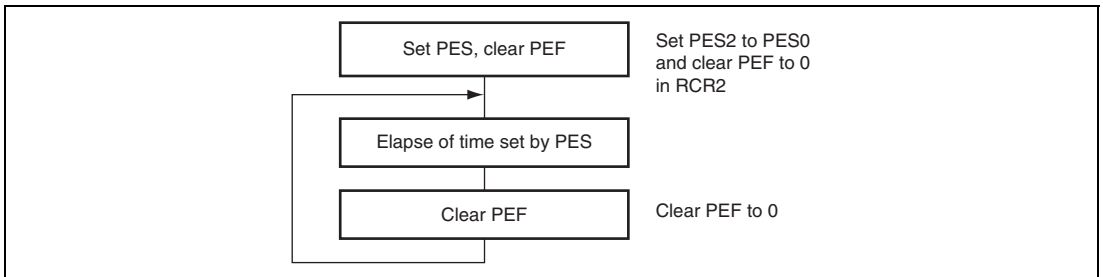 Set PES, clear PEF
Set PES2 to PES0
and clear PEF to 0
in RCR2
Elapse of time set by PES
Clear PEF
Clear PEF to 0